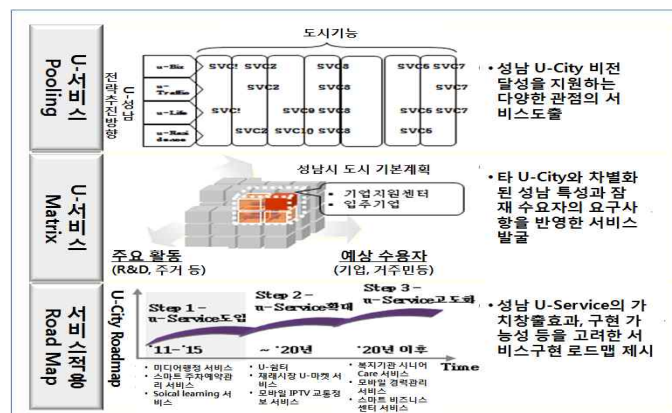 U-서비스
Pooling
전략추진방향
U-성남
도시기능
u-Biz
SVC1
SVC2
SVC8
SVC6
SVC7
u-Traffic
SVC2
SVC8
SVC7
u-Life
SVC1
SVC9
SVC8
SVC6
SVC7
u-Resi dense
SVC2
SVC10
SVC8
SVC6
• 성남 U-City 비전
달성을 지원하는
다양한 관점의 서
비스도출
U-서비스
Matrix
성남시 도시 기본계획
• 기업지원센터
• 입주기업
주요 활동
(R&D, 주거 등)
예상 수용자
(기업, 거주민등)
• 타 U-City와 차별화
된 성남 특성과 잠
재 수요자의 요구사
항을 반영한 서비스
발굴
서비스적용
Road Map
U-City Roadmap
Step 1 –
u-Service도입
Step 2 –
u-Service확대
Step 3 –
u-Service고도화
'11~'15
~ '20년
'20년 이후
Time
• 미디어행정 서비스
• 스마트 주차예약관
리 서비스
• Soical learning 서
비스
• U-쉼터
• 재래시장 U-마켓 서
비스
• 모바일 IPTV 교통정
보 서비스
• 복지기관 시니어
Care 서비스
• 모바일 경력관리
서비스
• 스마트 비즈니스
센터 서비스
• 성남 U-Service의 가
치창출효과, 구현 가
능성 등을 고려한 서
비스구현 로드맵 제시